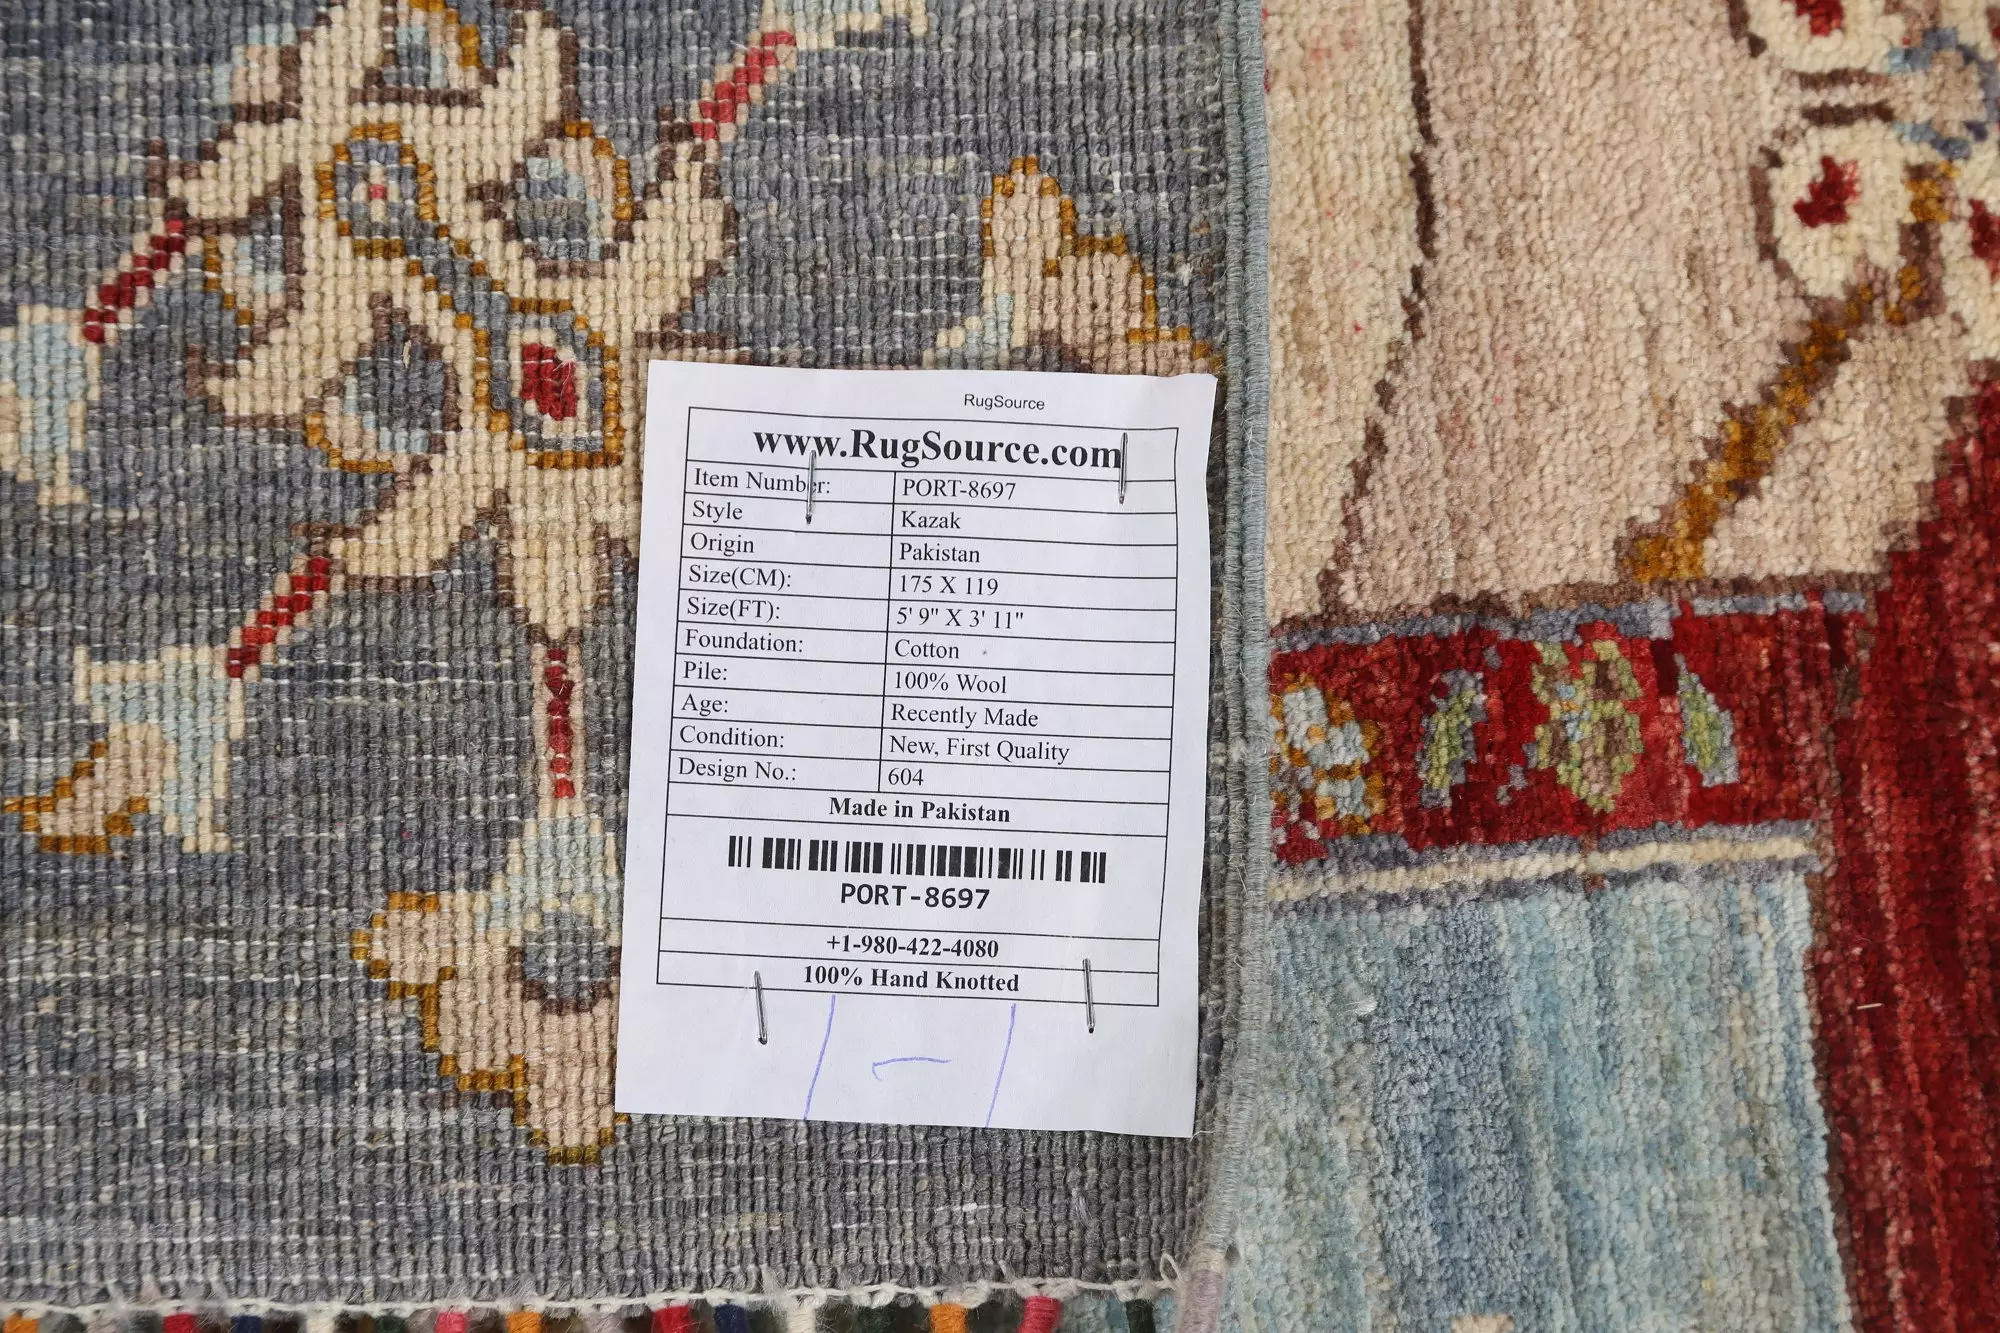 RugSource
www.RugSource.com
Item Number: PORT-8697
Style Kazak
Origin Pakistan
Size(CM): 175 X 119
Size(FT): 5' 9" X 3' 11"
Foundation: Cotton
Pile: 100% Wool
Age: Recently Made
Condition: New, First Quality
Design No.: 604
Made in Pakistan
PORT-8697
+1-980-422-4080
100% Hand Knotted
1-1